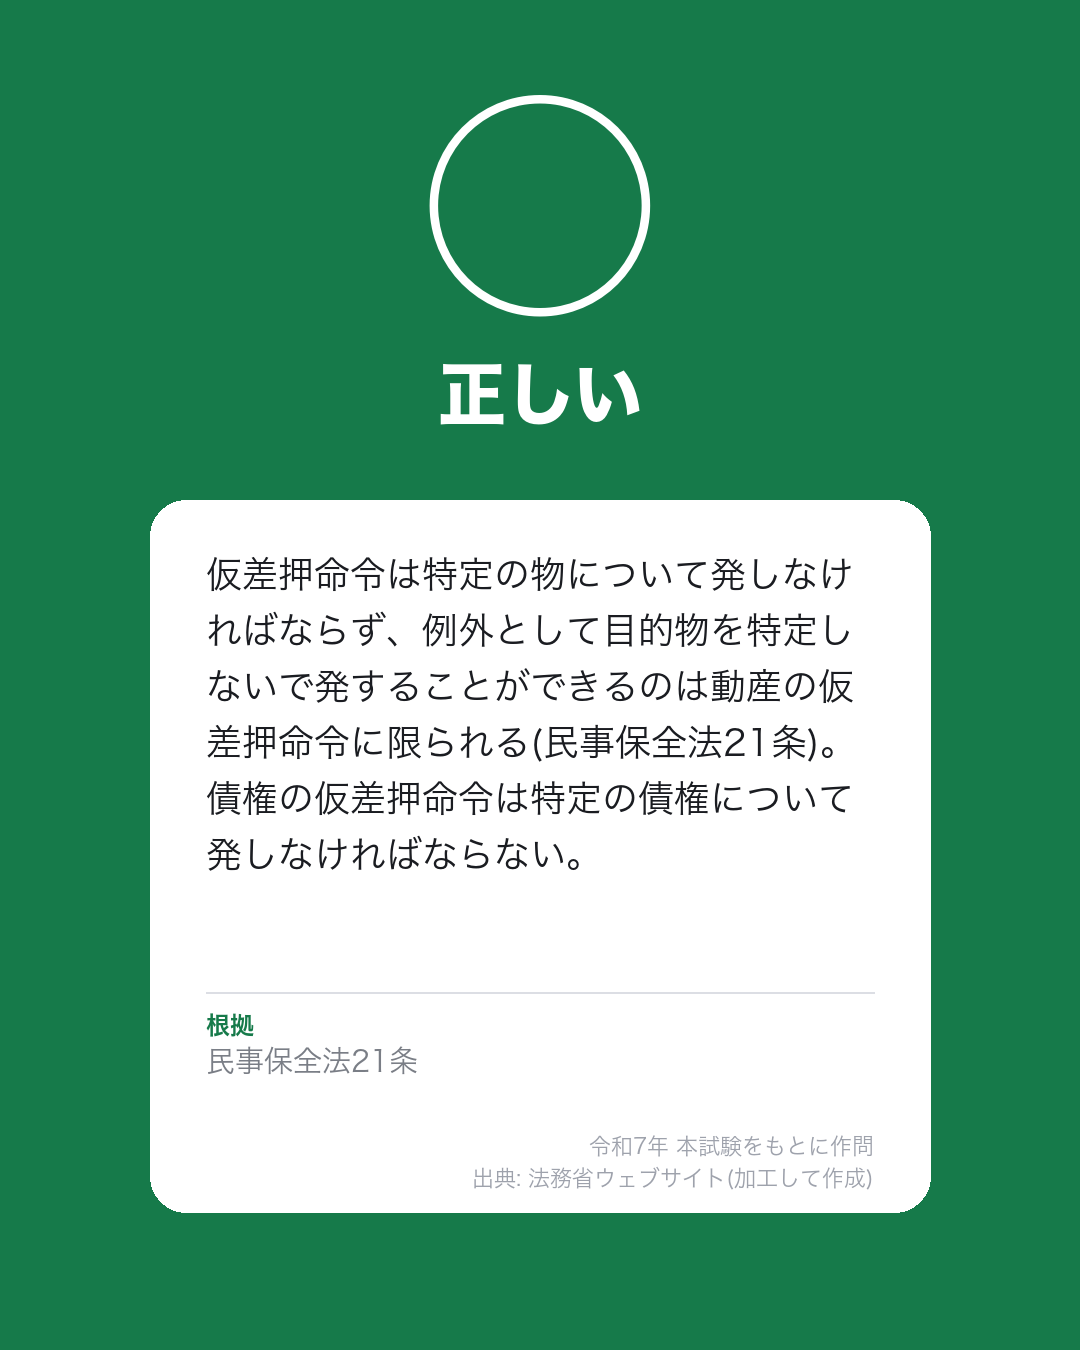 正しい
仮差押命令は特定の物について発しなけ
ればならず、例外として目的物を特定し
ないで発することができるのは動産の仮
差押命令に限られる(民事保全法21条)。
債権の仮差押命令は特定の債権について
発しなければならない。
根拠
民事保全法21条
令和7年 本試験をもとに作問
出典: 法務省ウェブサイト(加工して作成)